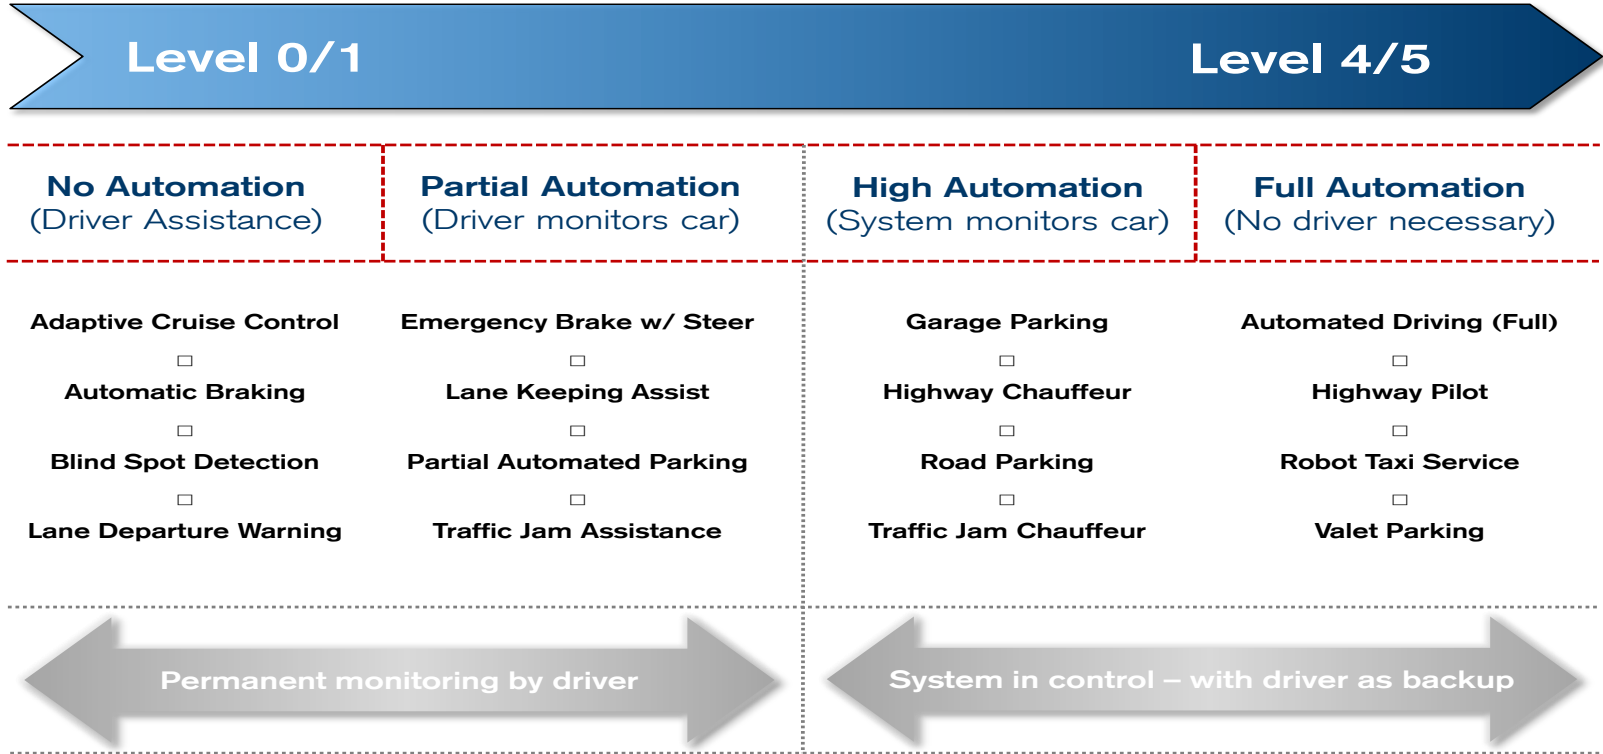 Level 0/1
Level 4/5
No Automation
(Driver Assistance)
Partial Automation
(Driver monitors car)
High Automation
(System monitors car)
Full Automation
(No driver necessary)
Adaptive Cruise Control
Automatic Braking
Blind Spot Detection
Lane Departure Warning
Emergency Brake w/ Steer
Lane Keeping Assist
Partial Automated Parking
Traffic Jam Assistance
Garage Parking
Highway Chauffeur
Road Parking
Traffic Jam Chauffeur
Automated Driving (Full)
Highway Pilot
Robot Taxi Service
Valet Parking
Permanent monitoring by driver
System in control – with driver as backup